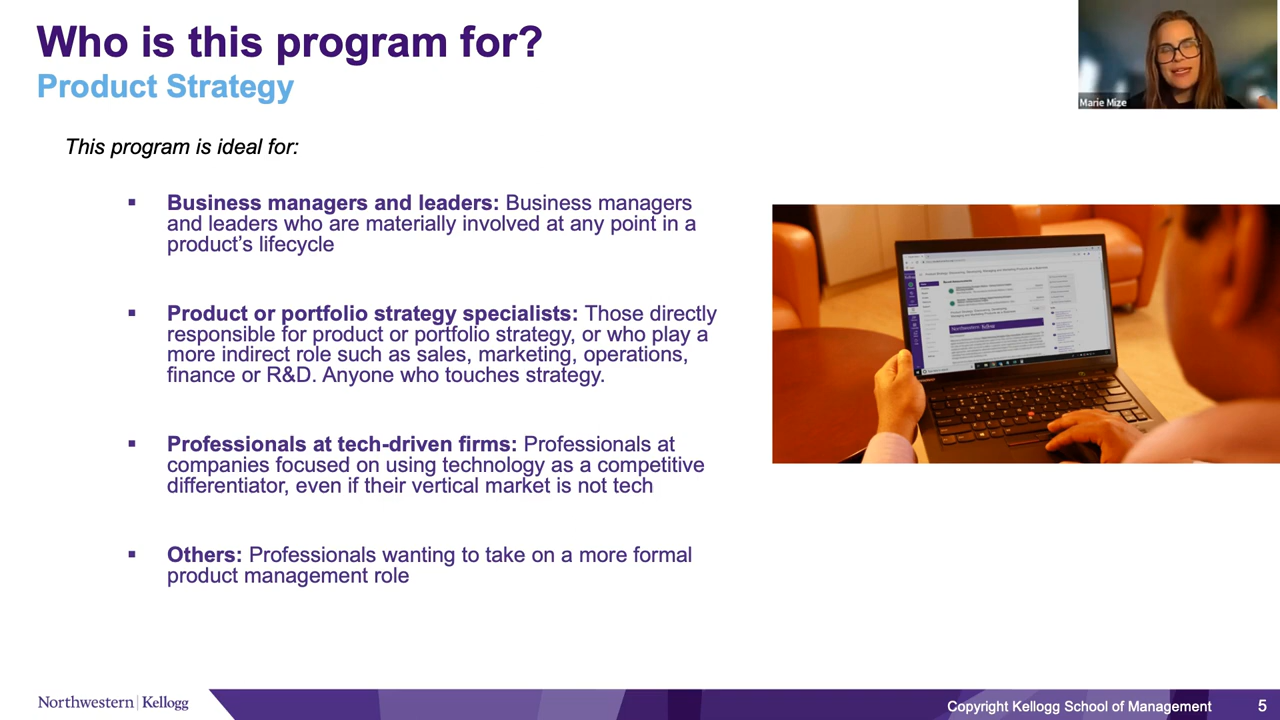 Who is this program for?
Product Strategy
Marie Mize
This program is ideal for:
▪ Business managers and leaders: Business managers
and leaders who are materially involved at any point in a
product’s lifecycle
▪ Product or portfolio strategy specialists: Those directly
responsible for product or portfolio strategy, or who play a
more indirect role such as sales, marketing, operations,
finance or R&D. Anyone who touches strategy.
▪ Professionals at tech-driven firms: Professionals at
companies focused on using technology as a competitive
differentiator, even if their vertical market is not tech
▪ Others: Professionals wanting to take on a more formal
product management role
Northwestern Kellogg
Northwestern | Kellogg
Copyright Kellogg School of Management 5